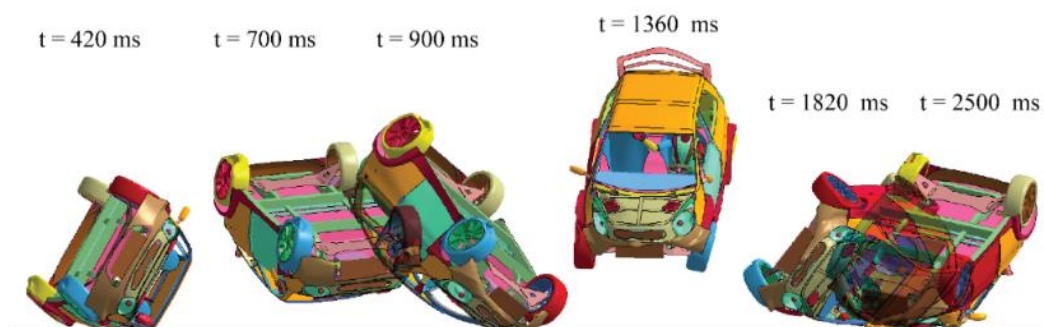 t = 420 ms
t = 700 ms
t = 900 ms
t = 1360 ms
t = 1820 ms
t = 2500 ms